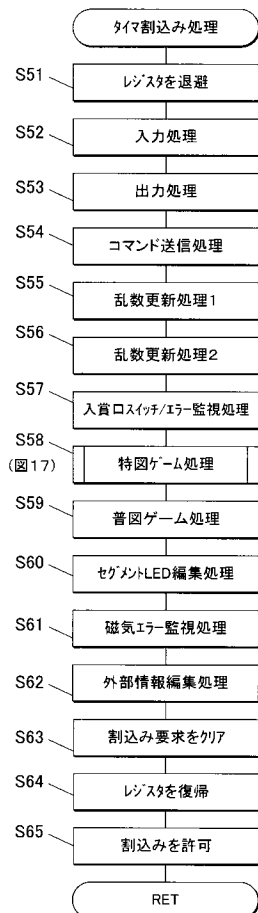 タイマ割込み処理
S51
レジスタを退避
S52
入力処理
S53
出力処理
S54
コマンド送信処理
S55
乱数更新処理1
S56
乱数更新処理2
S57
入賞口スイッチ/エラー監視処理
S58
(図17)
特図ゲーム処理
S59
普図ゲーム処理
S60
セグメントLED編集処理
S61
磁気エラー監視処理
S62
外部情報編集処理
S63
割込み要求をクリア
S64
レジスタを復帰
S65
割込みを許可
RET